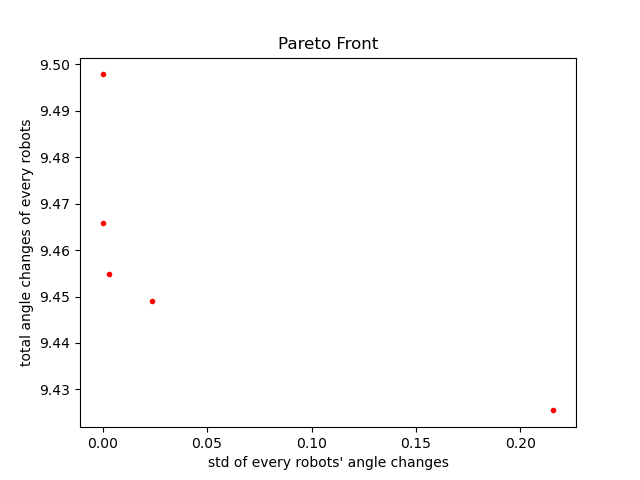 Pareto Front
total angle changes of every robots
9.50
9.49
9.48
9.47
9.46
9.45
9.44
9.43
0.00 0.05 0.10 0.15 0.20
std of every robots' angle changes